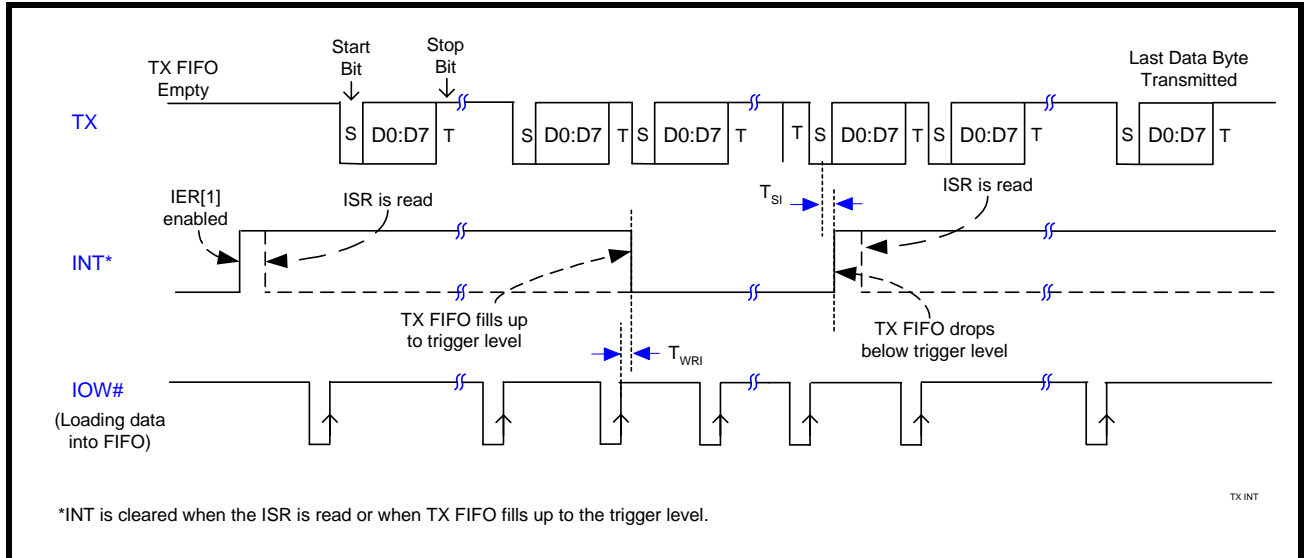 Start
Bit
Stop
Bit
TX FIFO
Empty
Last Data Byte
Transmitted
TX
S D0:D7 T S D0:D7 T S D0:D7 T T S D0:D7 T S D0:D7 T S D0:D7 T
IER[1]
enabled
ISR is read
TSI
ISR is read
INT*
TX FIFO fills up
to trigger level
TX FIFO drops
below trigger level
TWRI
IOW#
(Loading data
into FIFO)
TX INT
*INT is cleared when the ISR is read or when TX FIFO fills up to the trigger level.